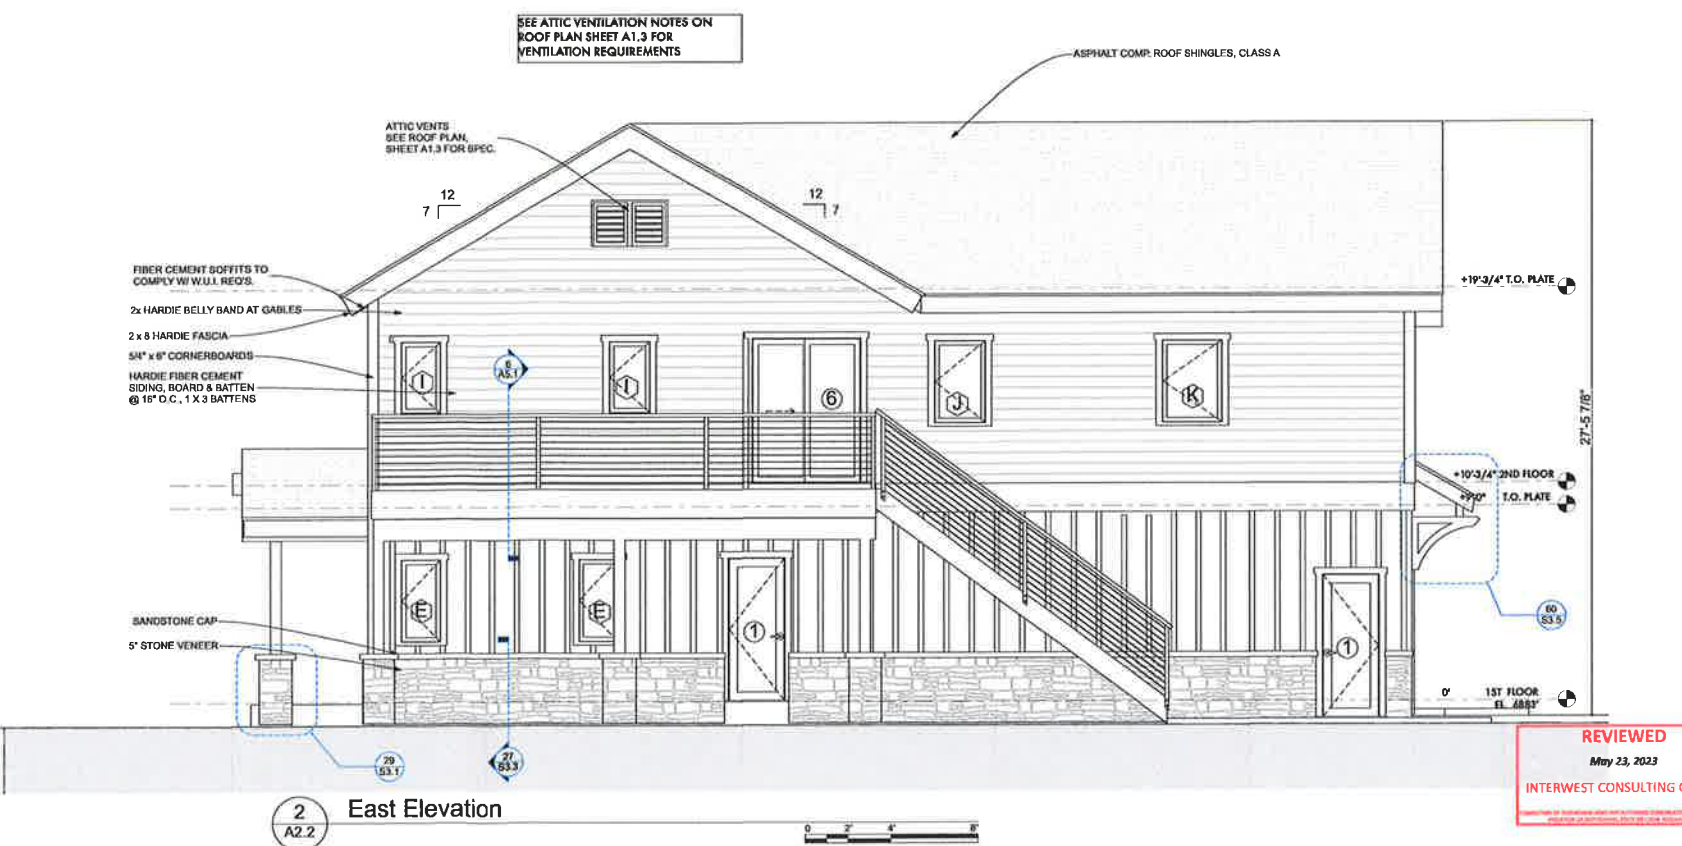 SEE ATTIC VENTILATION NOTES ON
ROOF PLAN SHEET A1.3 FOR
VENTILATION REQUIREMENTS
ASPHALT COMP. ROOF SHINGLES, CLASS A
ATTIC VENTS
SEE ROOF PLAN,
SHEET A1.3 FOR SPEC.
12
7
12
7
FIBER CEMENT SOFFITS TO
COMPLY W/ W.U.I. REQ'S.
2x HARDIE BELLY BAND AT GABLES
2 x 8 HARDIE FASCIA
5/4" x 6" CORNERBOARDS
HARDIE FIBER CEMENT
SIDING, BOARD & BATTEN
@ 16" O.C., 1 X 3 BATTENS
+19'-3/4" T.O. PLATE
I
6
A5.1
I
6
J
K
27'-5 7/8"
+10'-3/4" 2ND FLOOR
+9'-0" T.O. PLATE
E
E
1
1
60
S3.5
SANDSTONE CAP
5" STONE VENEER
0' 1ST FLOOR
EL. 6883'
29
S3.1
27
S3.3
REVIEWED
May 23, 2023
INTERWEST CONSULTING
2
A2.2
East Elevation
0 2' 4' 8'